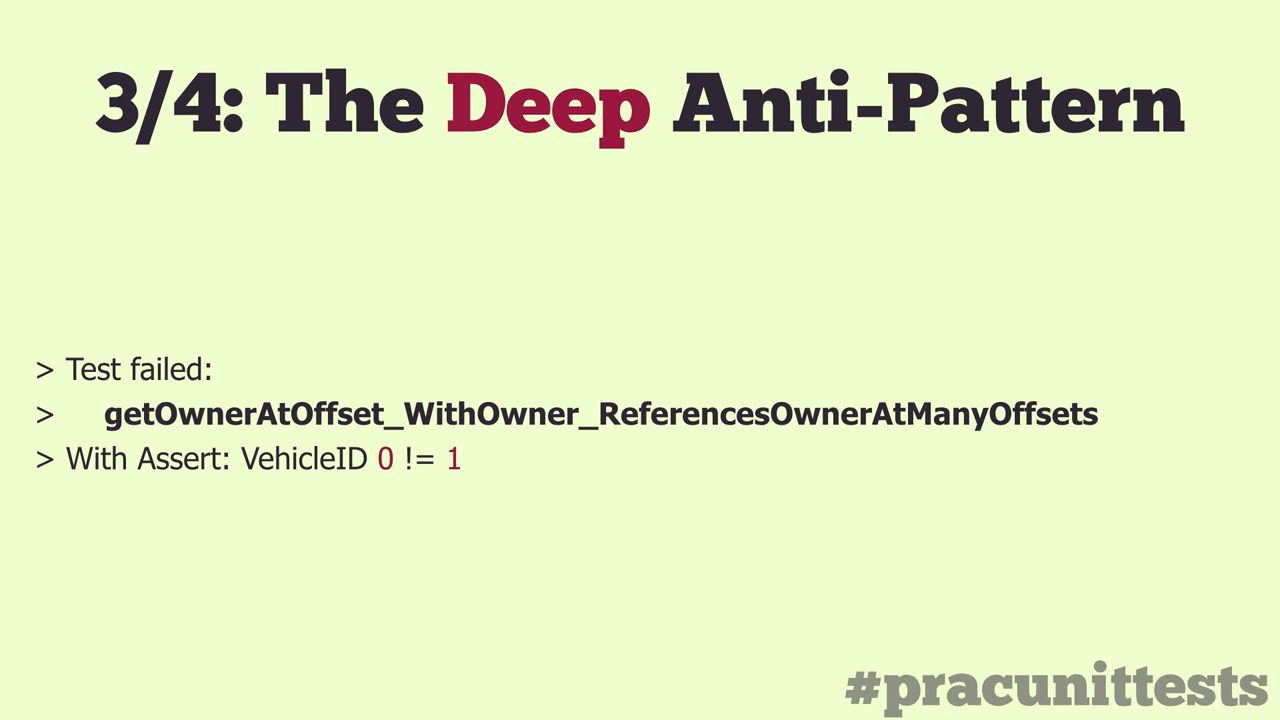 3/4: The Deep Anti-Pattern
> Test failed:
> getOwnerAtOffset_WithOwner_ReferencesOwnerAtManyOffsets
> With Assert: VehicleID 0 != 1
#pracunittests